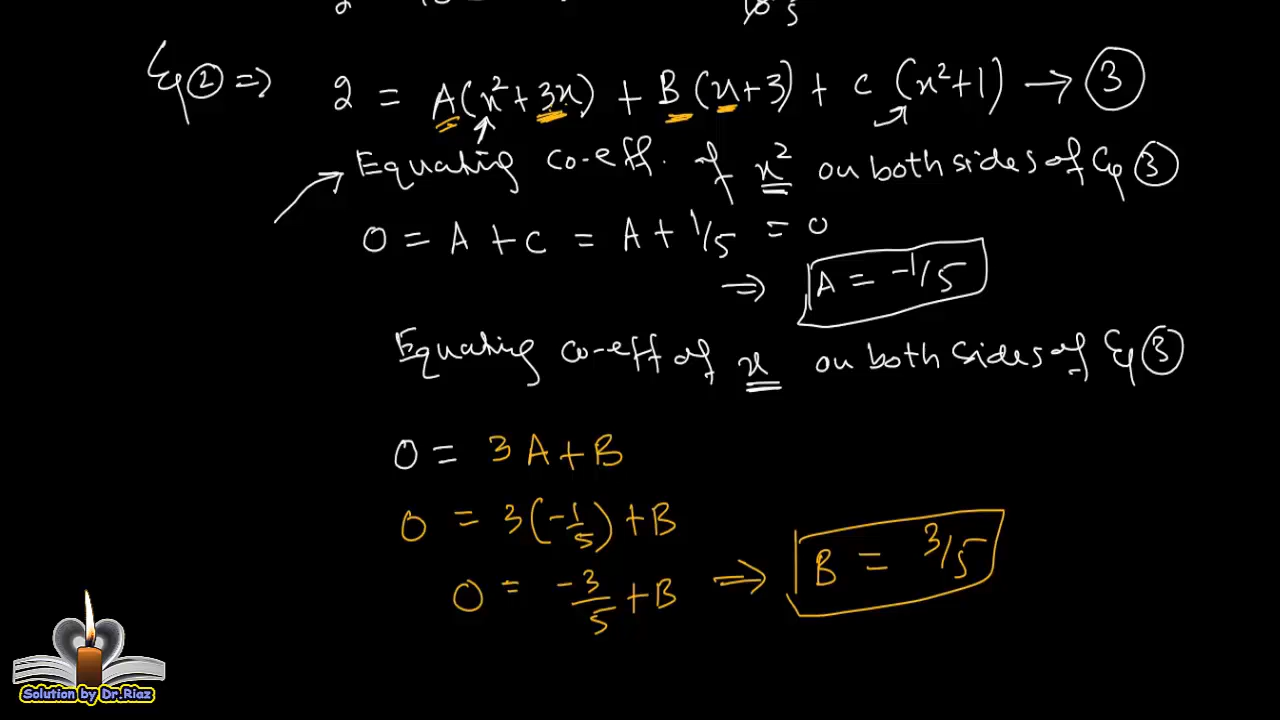 2
Eq ② => 2 = A(x² + 3x) + B (x+3) + C (x²+1) → ③
Equating co-eff. of x² on both sides of Eq ③
0 = A + C = A + 1/5 = 0
⇒ A = -1/5
Equating co-eff of x on both sides of Eq ③
0 = 3A + B
0 = 3(-1/5) + B
0 = -3/5 + B ⇒ B = 3/5
Solution by Dr.Riaz